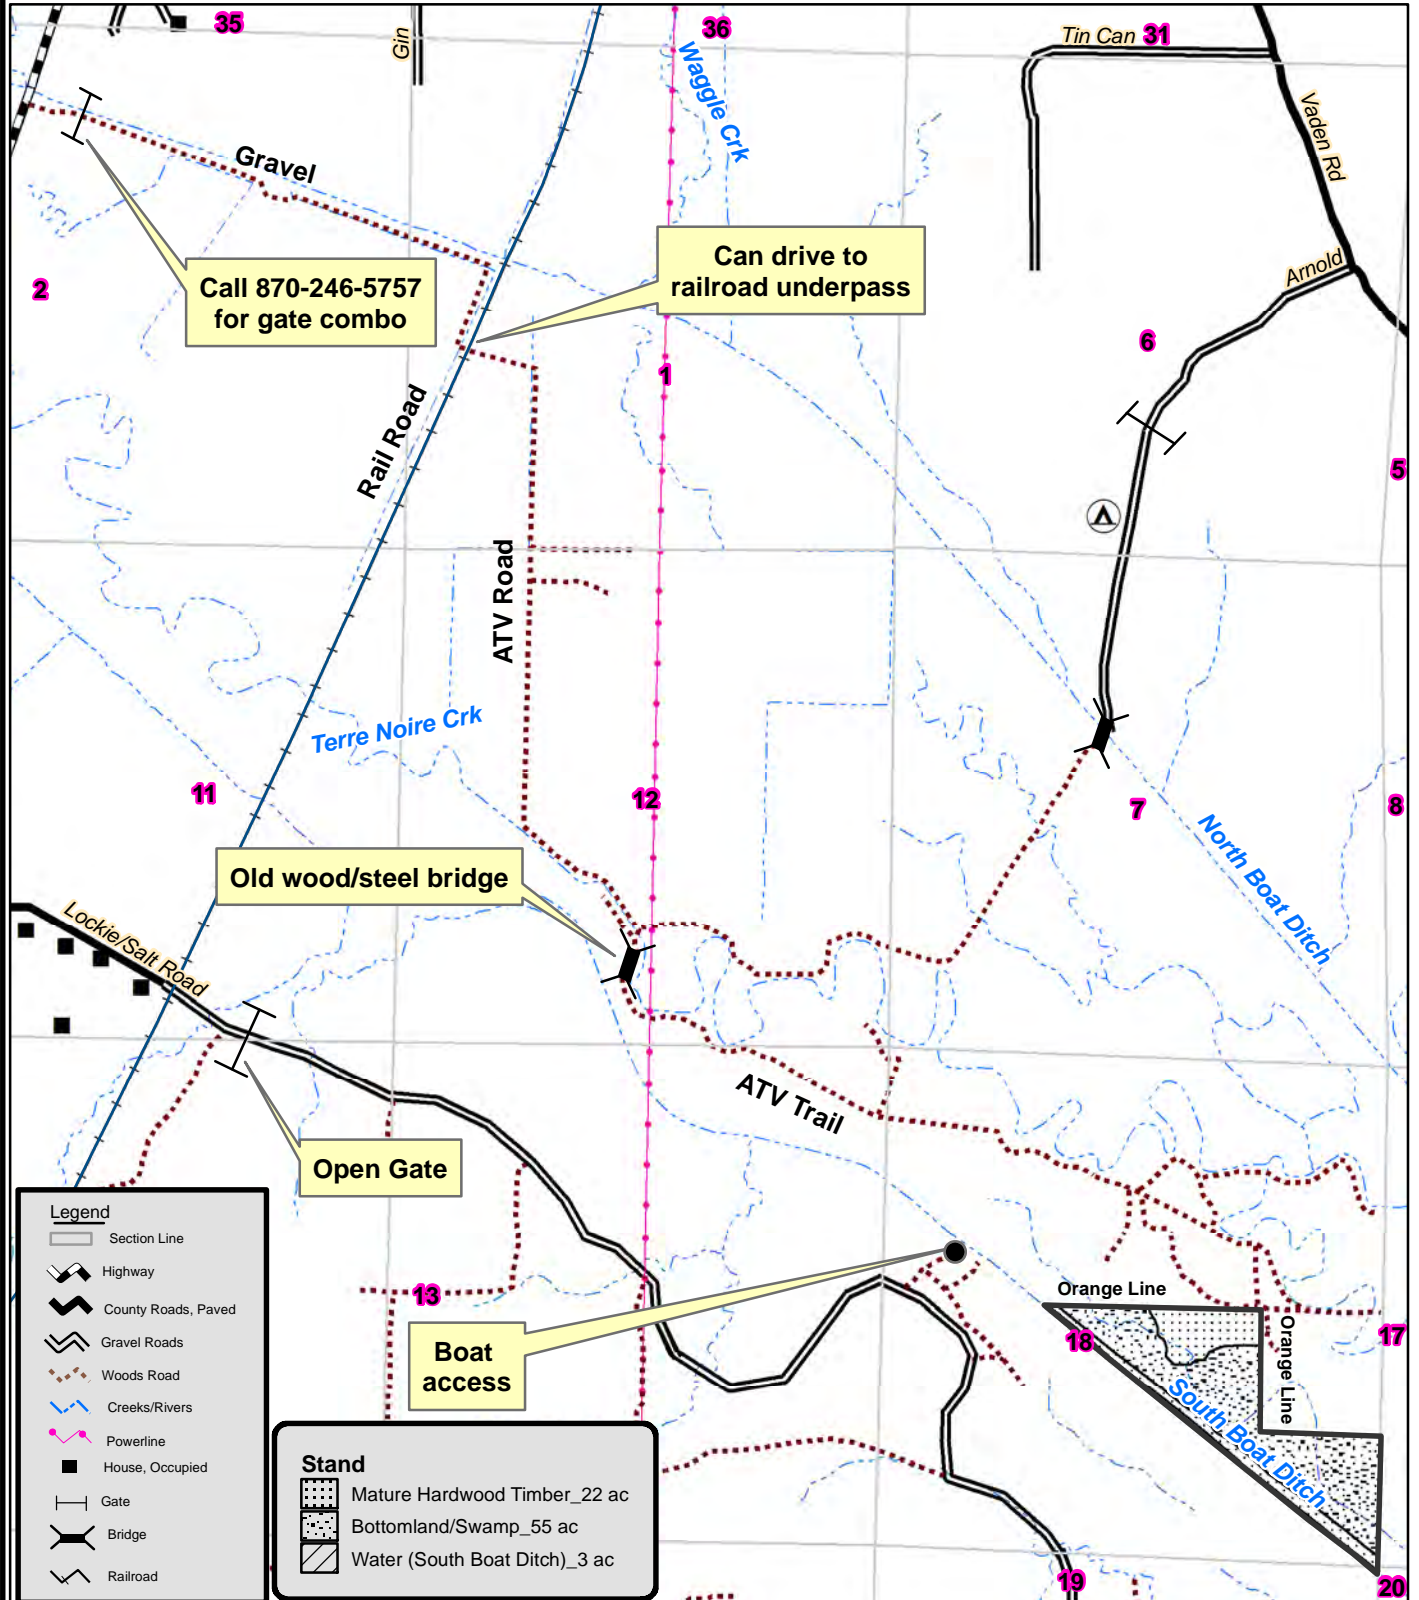 35
36
31
Gin
Waggle Crk
Tin Can
Vaden Rd
Gravel
Arnold
Call 870-246-5757
for gate combo
Can drive to
railroad underpass
2
6
1
Rail Road
5
ATV Road
Terre Noire Crk
11
12
7
8
North Boat Ditch
Old wood/steel bridge
Lockie/Salt Road
ATV Trail
Open Gate
Orange Line
13
18
Orange Line
17
Boat
access
South Boat Ditch
19
20
Legend
Section Line
Highway
County Roads, Paved
Gravel Roads
Woods Road
Creeks/Rivers
Powerline
House, Occupied
Gate
Bridge
Railroad
Stand
Mature Hardwood Timber_22 ac
Bottomland/Swamp_55 ac
Water (South Boat Ditch)_3 ac